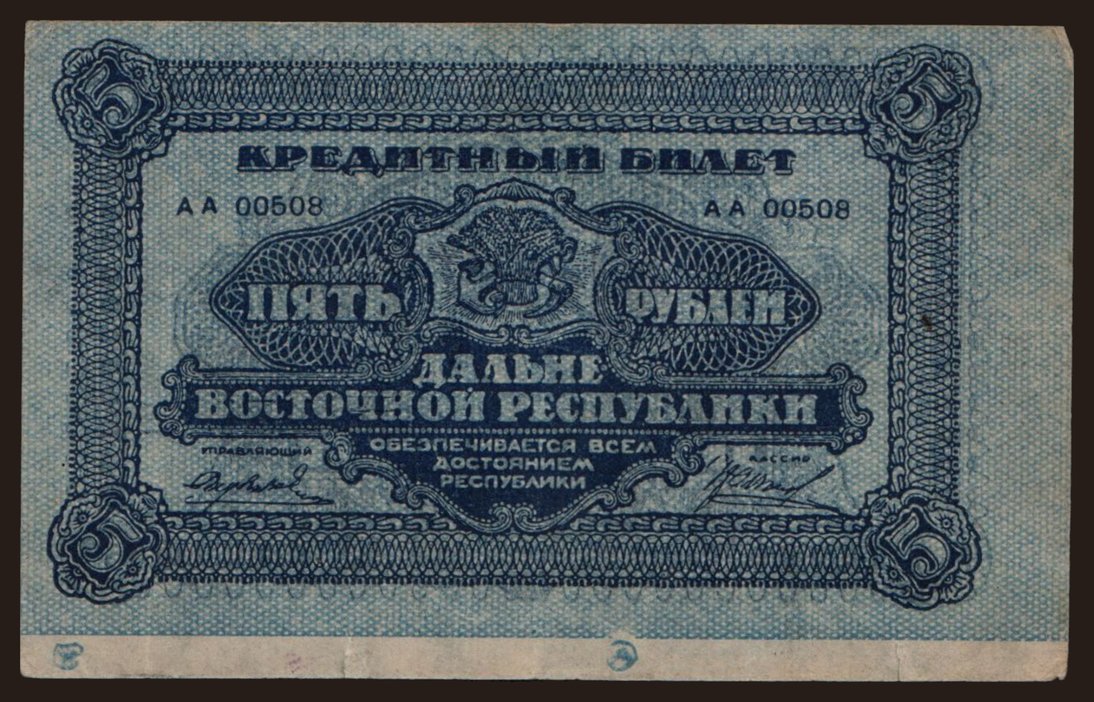 5 5
КРЕДИТНЫЙ БИЛЕТ
АА 00508 АА 00508
ПЯТЬ РУБЛЕЙ
ДАЛЬНЕ
ВОСТОЧНОЙ РЕСПУБЛИКИ
ОБЕЗПЕЧИВАЕТСЯ ВСЕМ
ДОСТОЯНИЕМ
РЕСПУБЛИКИ
УПРАВЛЯЮЩИЙ КАССИР
5 5